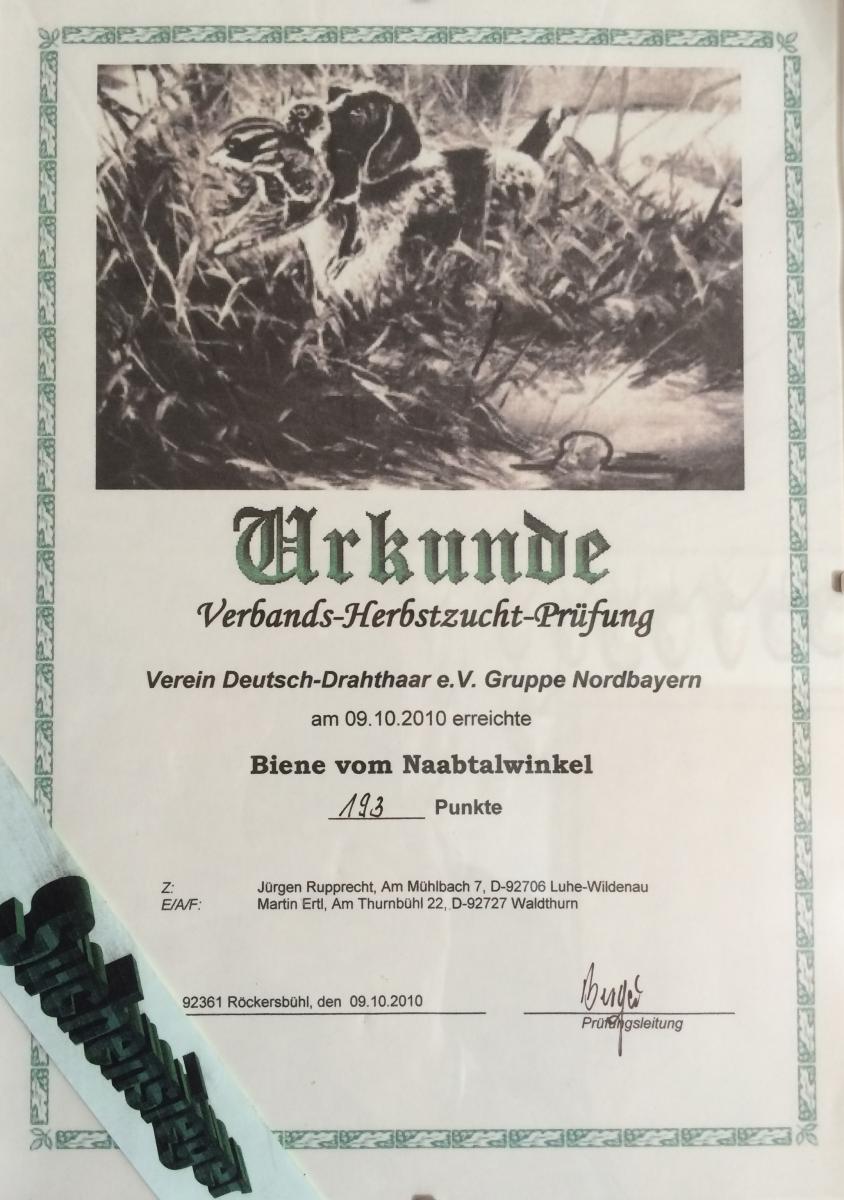 Urkunde
Verbands-Herbstzucht-Prüfung
Verein Deutsch-Drahthaar e.V. Gruppe Nordbayern
am 09.10.2010 erreichte
Biene vom Naabtalwinkel
193 Punkte
Z: Jürgen Rupprecht, Am Mühlbach 7, D-92706 Luhe-Wildenau
E/A/F: Martin Ertl, Am Thurnbühl 22, D-92727 Waldthurn
92361 Röckersbühl, den 09.10.2010
Berger
Prüfungsleitung
Suchensieger